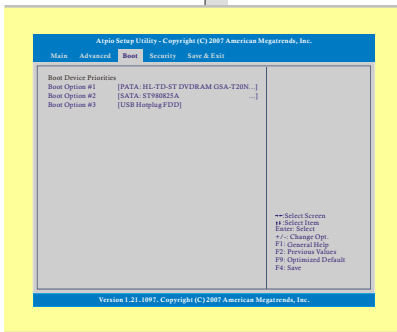 Atpio Setup Utility - Copyright (C) 2007 American Megatrends, Inc.
Main Advanced Boot Security Save & Exit
Boot Device Priorities
Boot Option #1 [PATA: HL-TD-ST DVDRAM GSA-T20N...]
Boot Option #2 [SATA: ST980825A ...]
Boot Option #3 [USB Hotplug FDD]
↔:Select Screen
↑↓:Select Item
Enter: Select
+/-: Change Opt.
F1: General Help
F2: Previous Values
F9: Optimized Default
F4: Save
Version 1.21.1097. Copyright (C) 2007 American Megatrends, Inc.